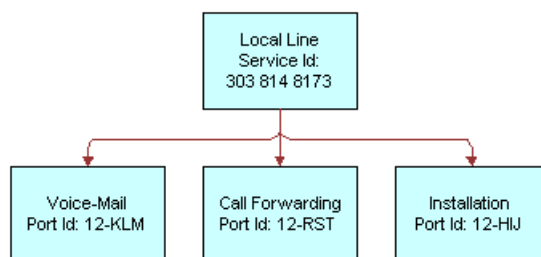 Local Line
Service Id:
303 814 8173
Voice-Mail
Port Id: 12-KLM
Call Forwarding
Port Id: 12-RST
Installation
Port Id: 12-HIJ